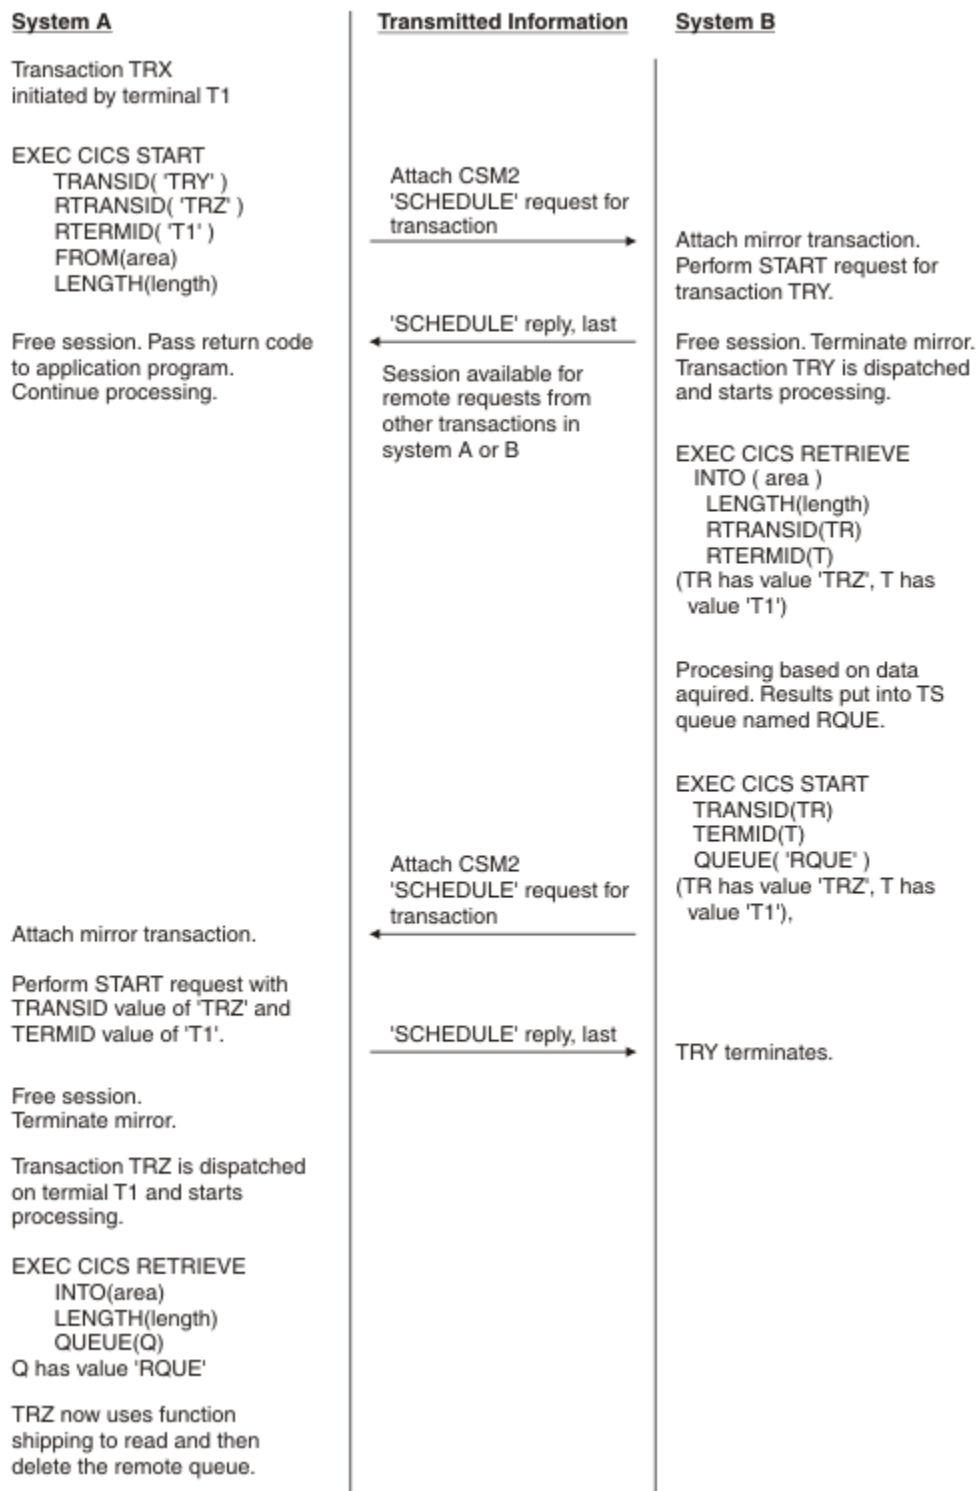 System A
Transmitted Information
System B
Transaction TRX
initiated by terminal T1
EXEC CICS START
TRANSID( 'TRY' )
RTRANSID( 'TRZ' )
RTERMID( 'T1' )
FROM(area)
LENGTH(length)
Attach CSM2
'SCHEDULE' request for
transaction
Attach mirror transaction.
Perform START request for
transaction TRY.
'SCHEDULE' reply, last
Free session. Pass return code
to application program.
Continue processing.
Session available for
remote requests from
other transactions in
system A or B
Free session. Terminate mirror.
Transaction TRY is dispatched
and starts processing.
EXEC CICS RETRIEVE
INTO ( area )
LENGTH(length)
RTRANSID(TR)
RTERMID(T)
(TR has value 'TRZ', T has
value 'T1')
Procesing based on data
aquired. Results put into TS
queue named RQUE.
EXEC CICS START
TRANSID(TR)
TERMID(T)
QUEUE( 'RQUE' )
(TR has value 'TRZ', T has
value 'T1'),
Attach CSM2
'SCHEDULE' request for
transaction
Attach mirror transaction.
Perform START request with
TRANSID value of 'TRZ' and
TERMID value of 'T1'.
'SCHEDULE' reply, last
TRY terminates.
Free session.
Terminate mirror.
Transaction TRZ is dispatched
on termial T1 and starts
processing.
EXEC CICS RETRIEVE
INTO(area)
LENGTH(length)
QUEUE(Q)
Q has value 'RQUE'
TRZ now uses function
shipping to read and then
delete the remote queue.